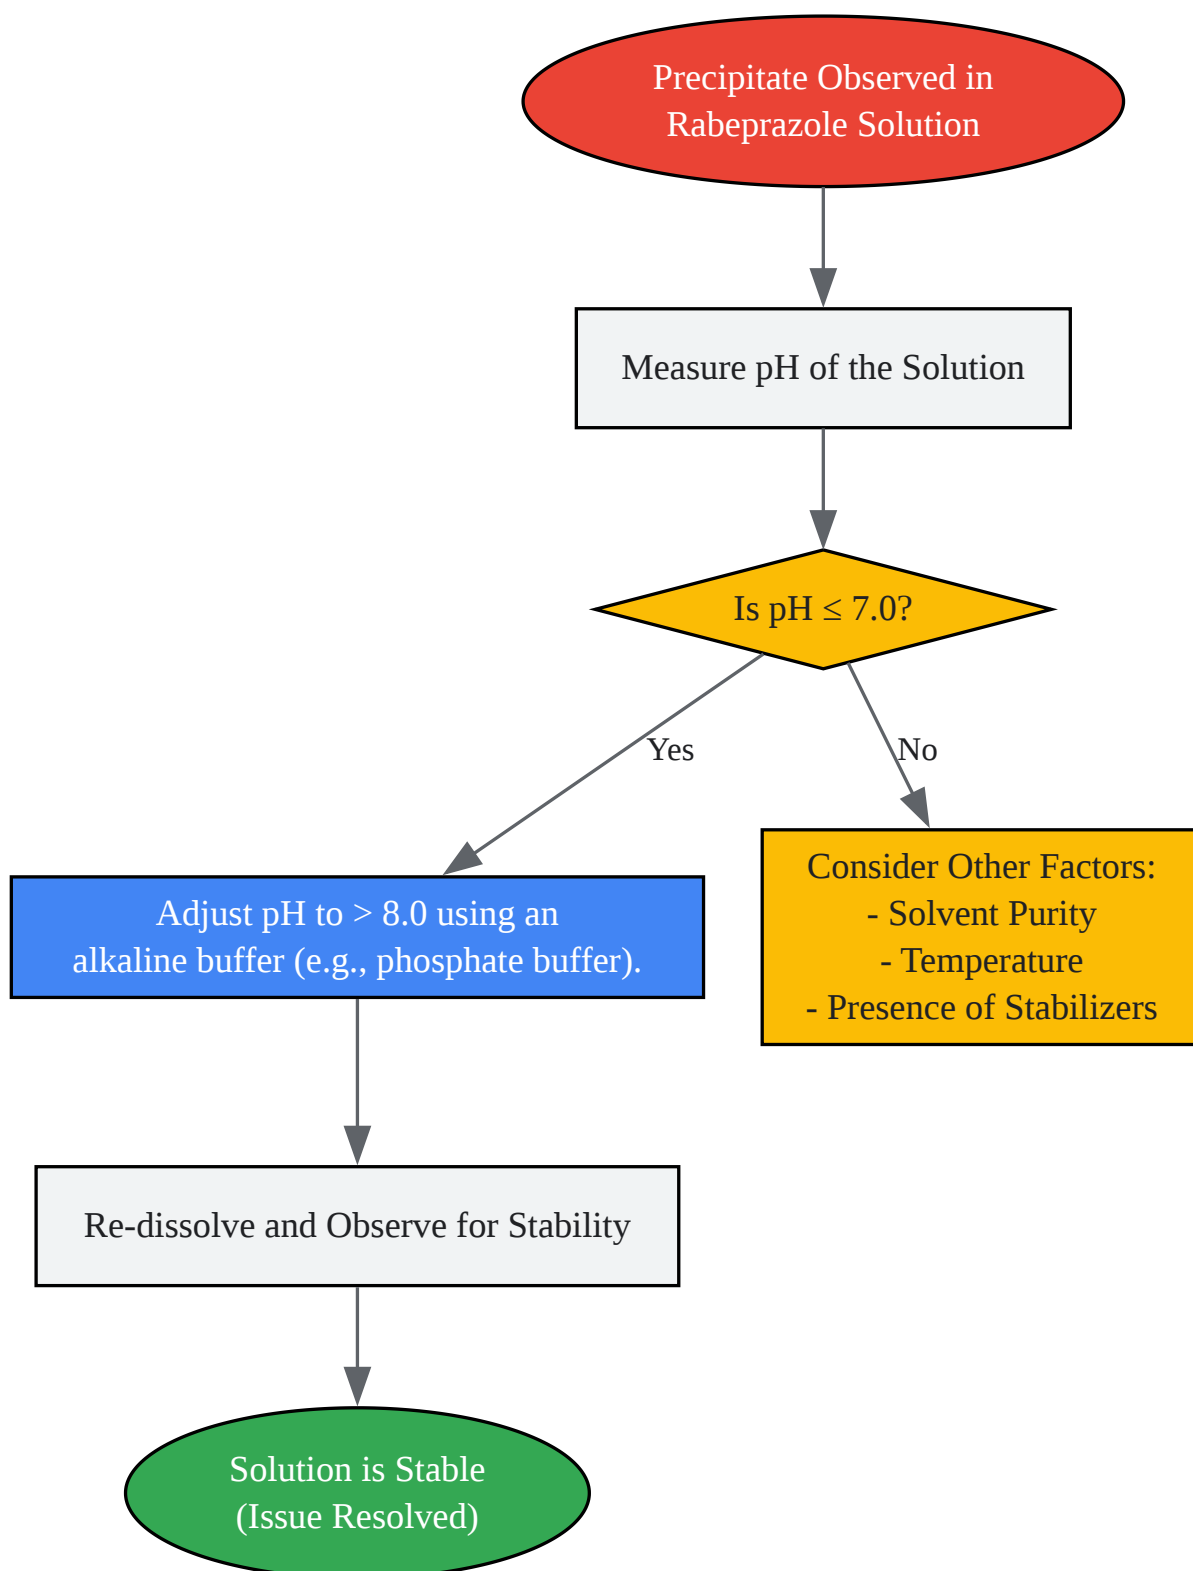 Precipitate Observed in
Rabeprazole Solution
Measure pH of the Solution
Is pH ≤ 7.0?
Yes
No
Adjust pH to > 8.0 using an
alkaline buffer (e.g., phosphate buffer).
Consider Other Factors:
- Solvent Purity
- Temperature
- Presence of Stabilizers
Re-dissolve and Observe for Stability
Solution is Stable
(Issue Resolved)